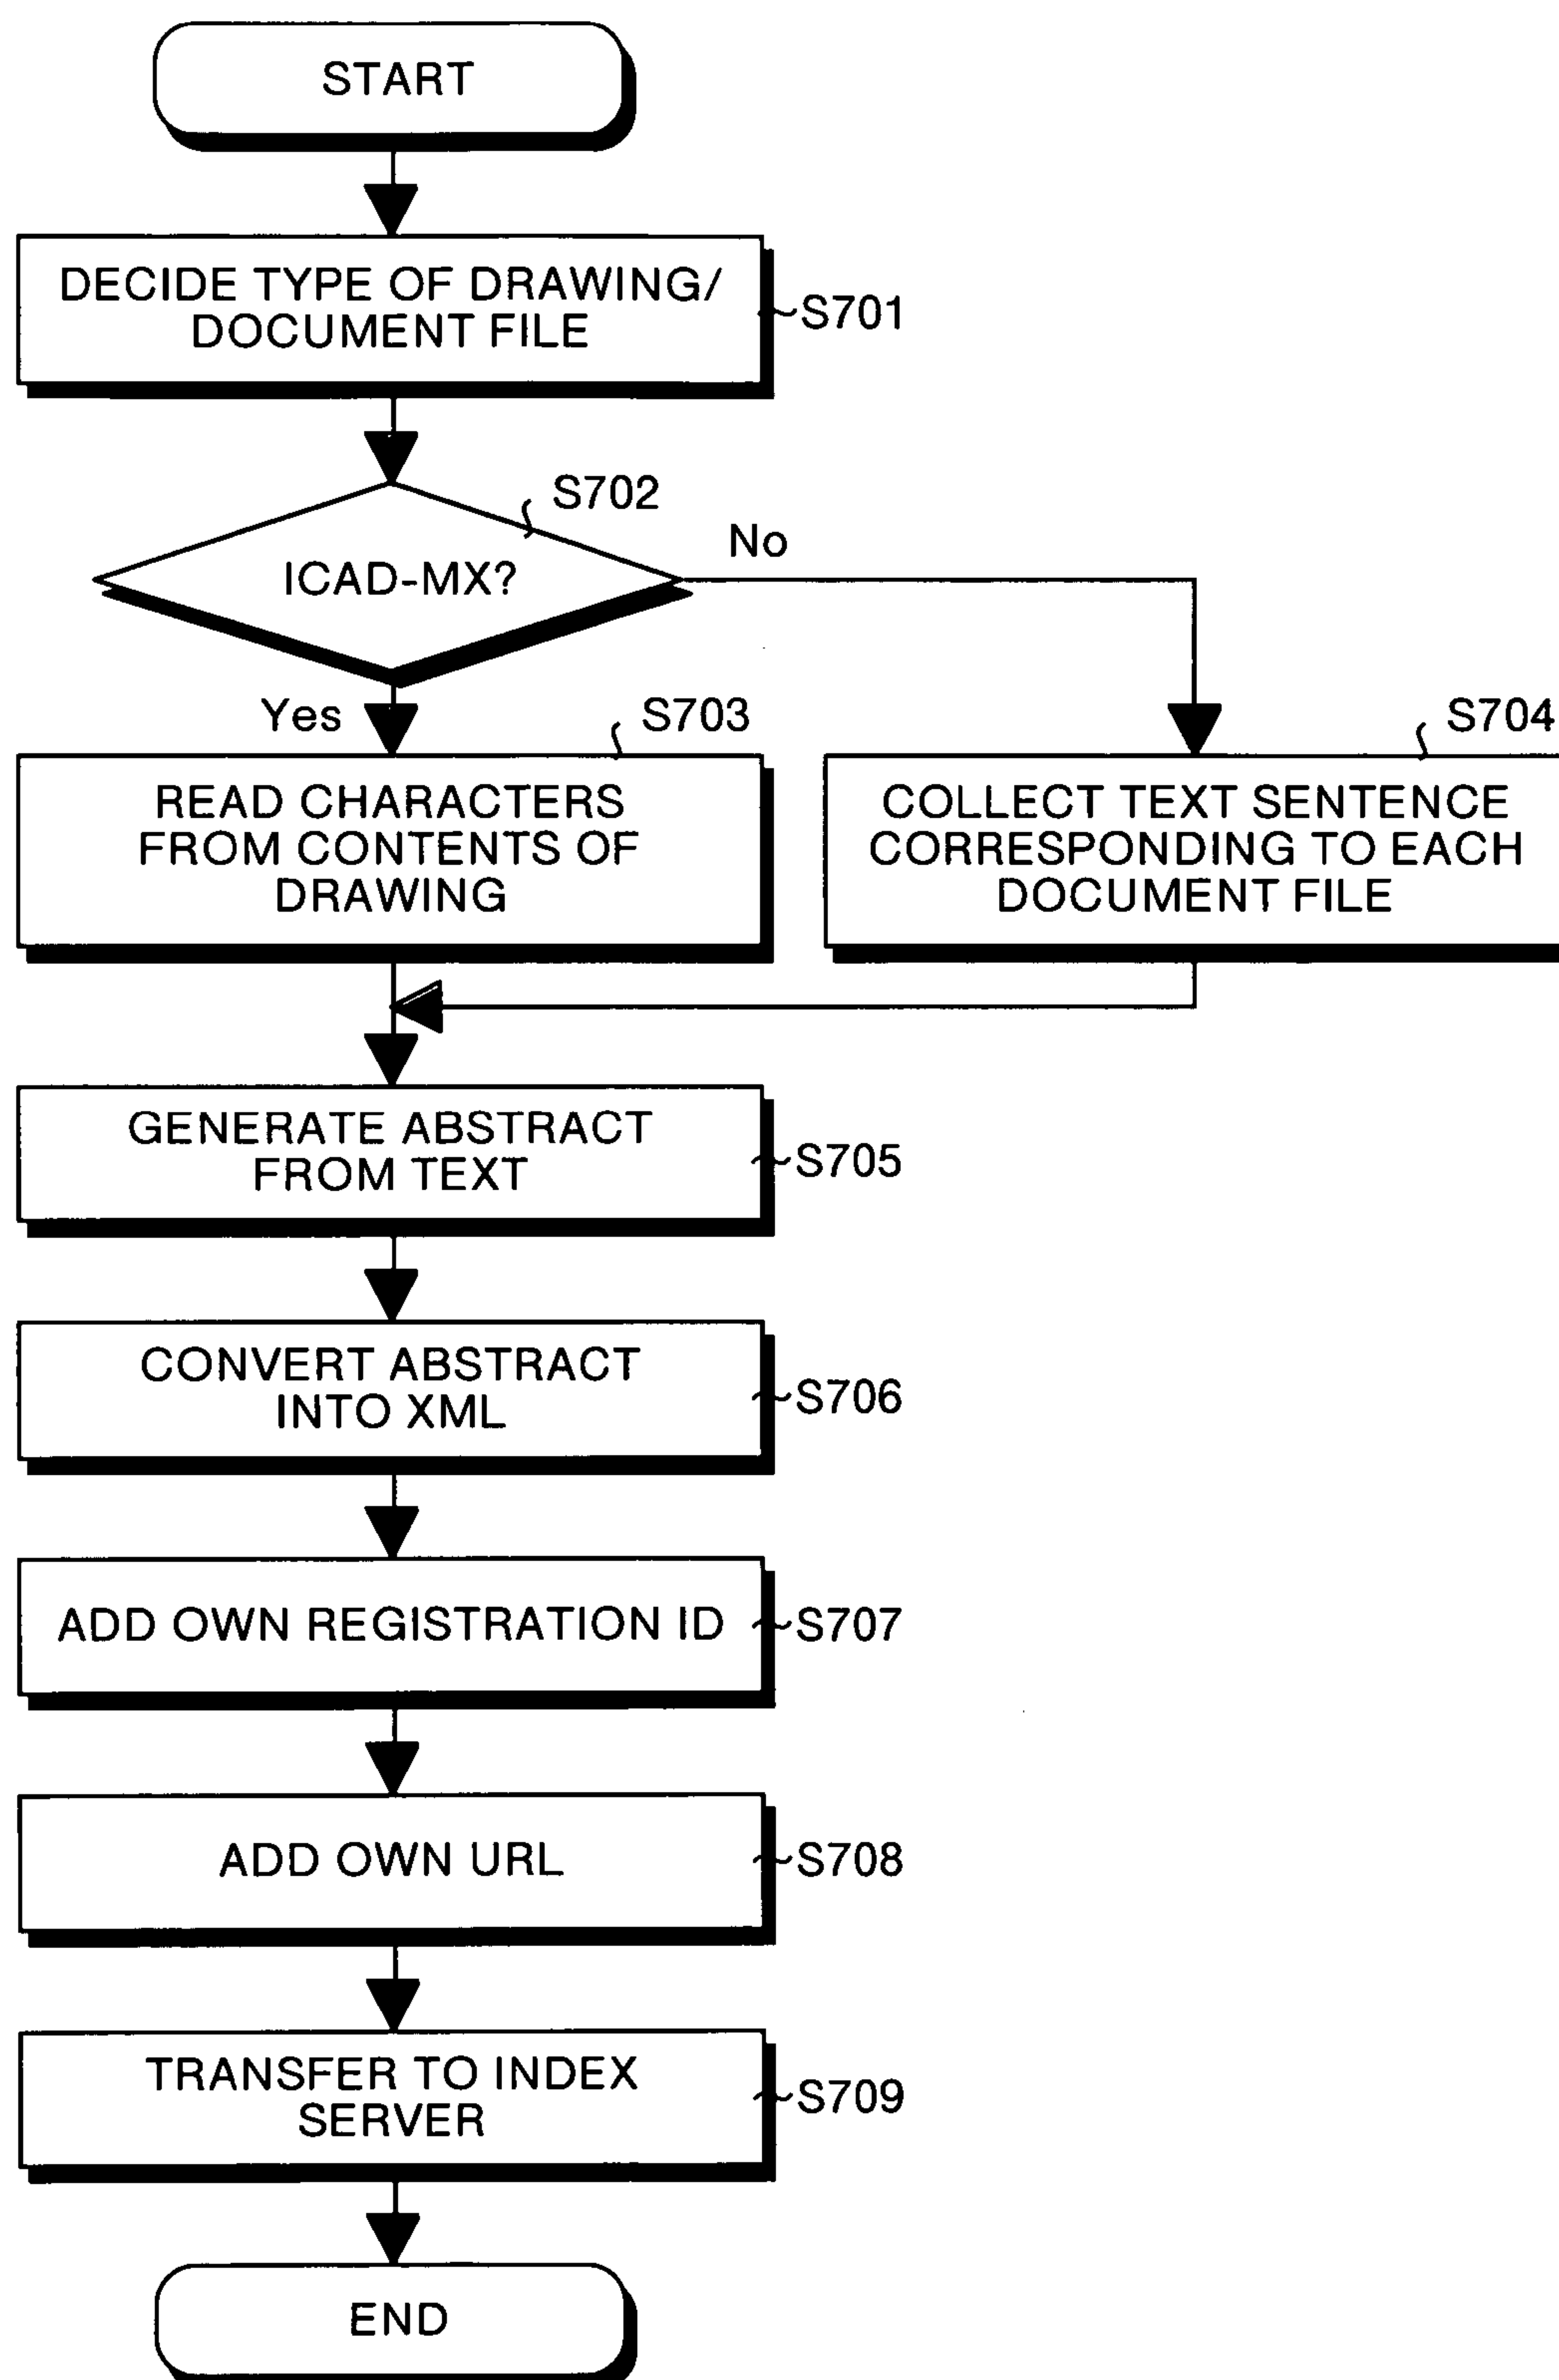 START
DECIDE TYPE OF DRAWING/
DOCUMENT FILE
S701
S702
ICAD-MX?
No
Yes
S703
READ CHARACTERS
FROM CONTENTS OF
DRAWING
S704
COLLECT TEXT SENTENCE
CORRESPONDING TO EACH
DOCUMENT FILE
GENERATE ABSTRACT
FROM TEXT
S705
CONVERT ABSTRACT
INTO XML
S706
ADD OWN REGISTRATION ID
S707
ADD OWN URL
S708
TRANSFER TO INDEX
SERVER
S709
END